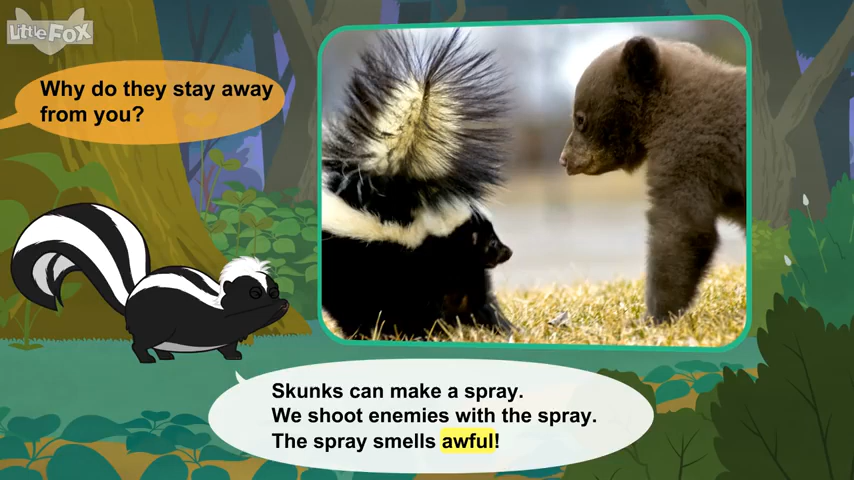 Little Fox
Why do they stay away
from you?
Skunks can make a spray.
We shoot enemies with the spray.
The spray smells awful!